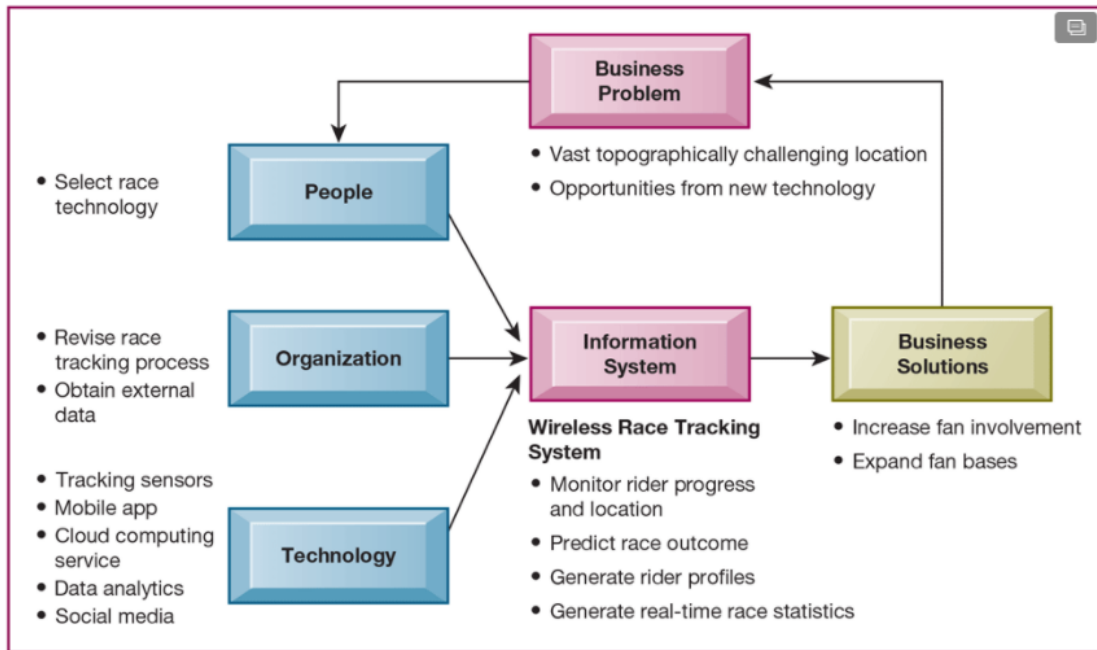 Business
Problem
• Vast topographically challenging location
• Opportunities from new technology
• Select race
technology
People
• Revise race
tracking process
• Obtain external
data
Organization
Information
System
Business
Solutions
Wireless Race Tracking
System
• Monitor rider progress
and location
• Predict race outcome
• Generate rider profiles
• Generate real-time race statistics
• Increase fan involvement
• Expand fan bases
• Tracking sensors
• Mobile app
• Cloud computing
service
• Data analytics
• Social media
Technology